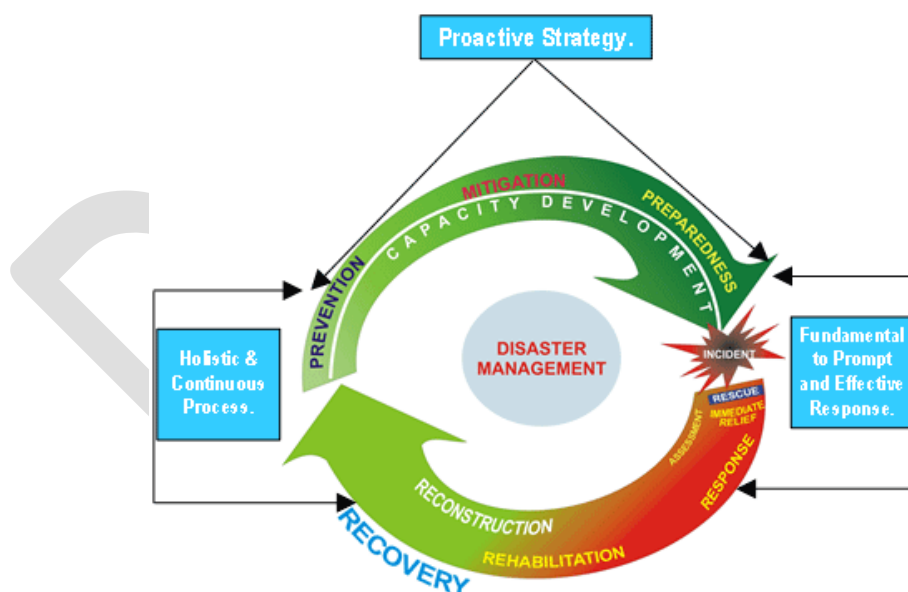 Proactive Strategy.
MITIGATION
CAPACITY DEVELOPMENT
PREPAREDNESS
PREVENTION
Holistic &
Continuous
Process.
DISASTER
MANAGEMENT
INCIDENT
Fundamental
to Prompt
and Effective
Response.
RESCUE
IMMEDIATE
RELIEF
ASSESSMENT
RESPONSE
RECONSTRUCTION
REHABILITATION
RECOVERY